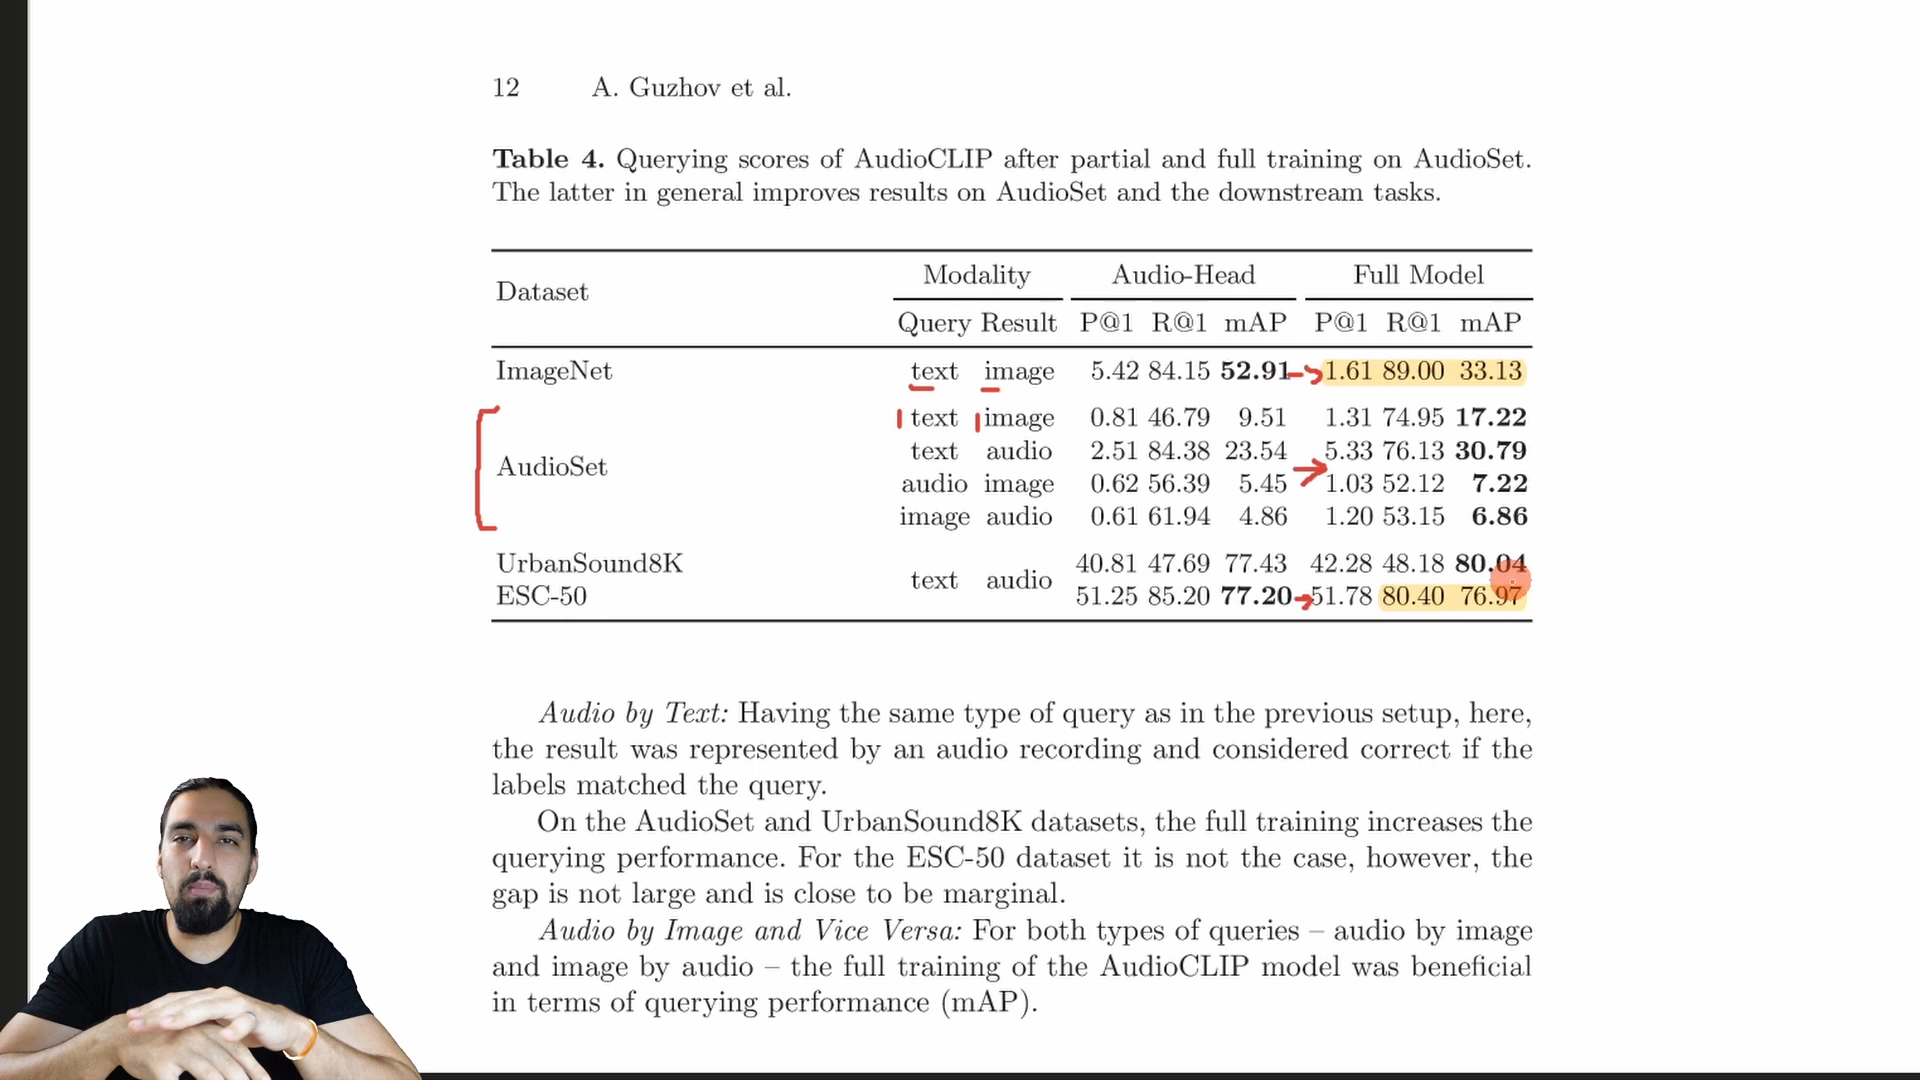 12 A. Guzhov et al.
Table 4. Querying scores of AudioCLIP after partial and full training on AudioSet.
The latter in general improves results on AudioSet and the downstream tasks.
Dataset Modality Audio-Head Full Model
Query Result P@1 R@1 mAP P@1 R@1 mAP
ImageNet text image 5.42 84.15 52.91 1.61 89.00 33.13
text image 0.81 46.79 9.51 1.31 74.95 17.22
AudioSet text audio 2.51 84.38 23.54 5.33 76.13 30.79
audio image 0.62 56.39 5.45 1.03 52.12 7.22
image audio 0.61 61.94 4.86 1.20 53.15 6.86
UrbanSound8K text audio 40.81 47.69 77.43 42.28 48.18 80.04
ESC-50 51.25 85.20 77.20 51.78 80.40 76.97
Audio by Text: Having the same type of query as in the previous setup, here,
the result was represented by an audio recording and considered correct if the
labels matched the query.
On the AudioSet and UrbanSound8K datasets, the full training increases the
querying performance. For the ESC-50 dataset it is not the case, however, the
gap is not large and is close to be marginal.
Audio by Image and Vice Versa: For both types of queries – audio by image
and image by audio – the full training of the AudioCLIP model was beneficial
in terms of querying performance (mAP).